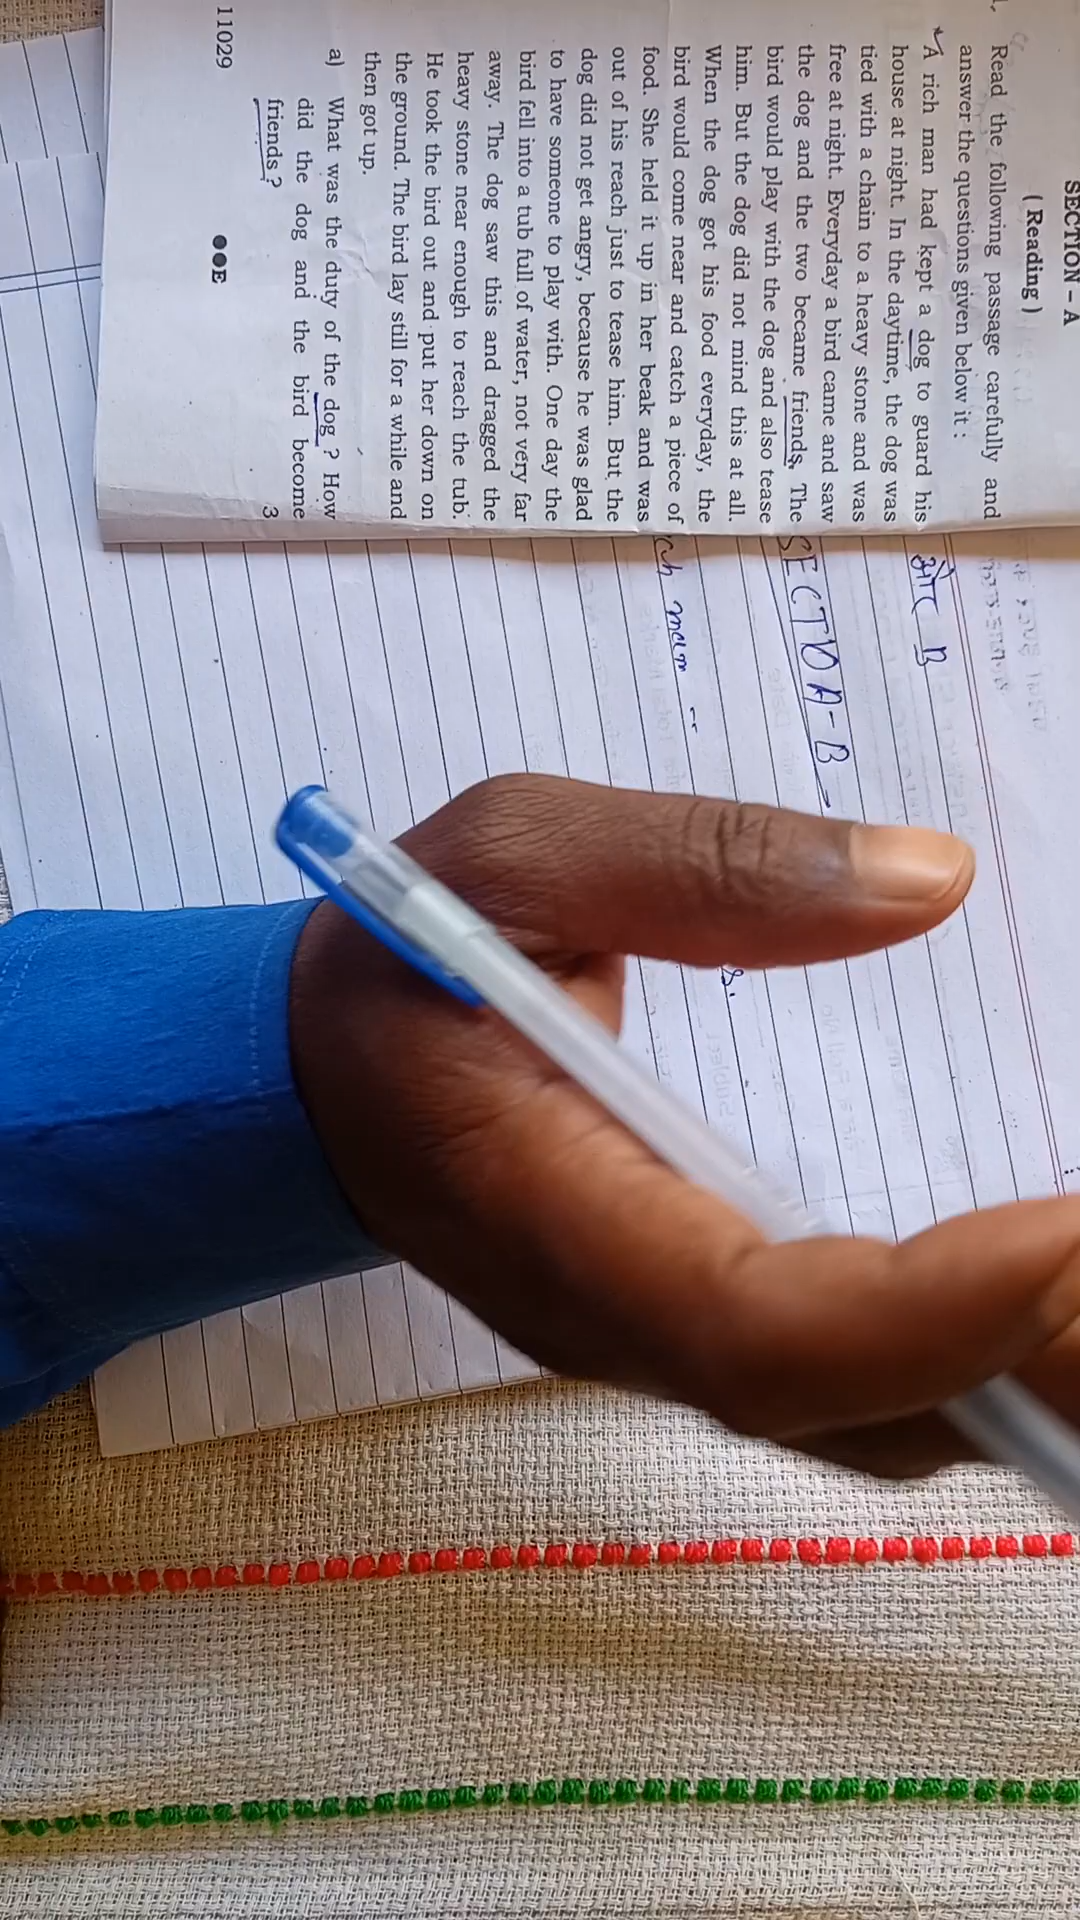 SECTION – A
( Reading )
Read the following passage carefully and
answer the questions given below it :
A rich man had kept a dog to guard his
house at night. In the daytime, the dog was
tied with a chain to a heavy stone and was
free at night. Everyday a bird came and saw
the dog and the two became friends. The
bird would play with the dog and also tease
him. But the dog did not mind this at all.
When the dog got his food everyday, the
bird would come near and catch a piece of
food. She held it up in her beak and was
out of his reach just to tease him. But the
dog did not get angry, because he was glad
to have someone to play with. One day the
bird fell into a tub full of water, not very far
away. The dog saw this and dragged the
heavy stone near enough to reach the tub.
He took the bird out and put her down on
the ground. The bird lay still for a while and
then got up.
a) What was the duty of the dog ? How
did the dog and the bird become
friends ? 3
11029 ●●E
और B
ch man